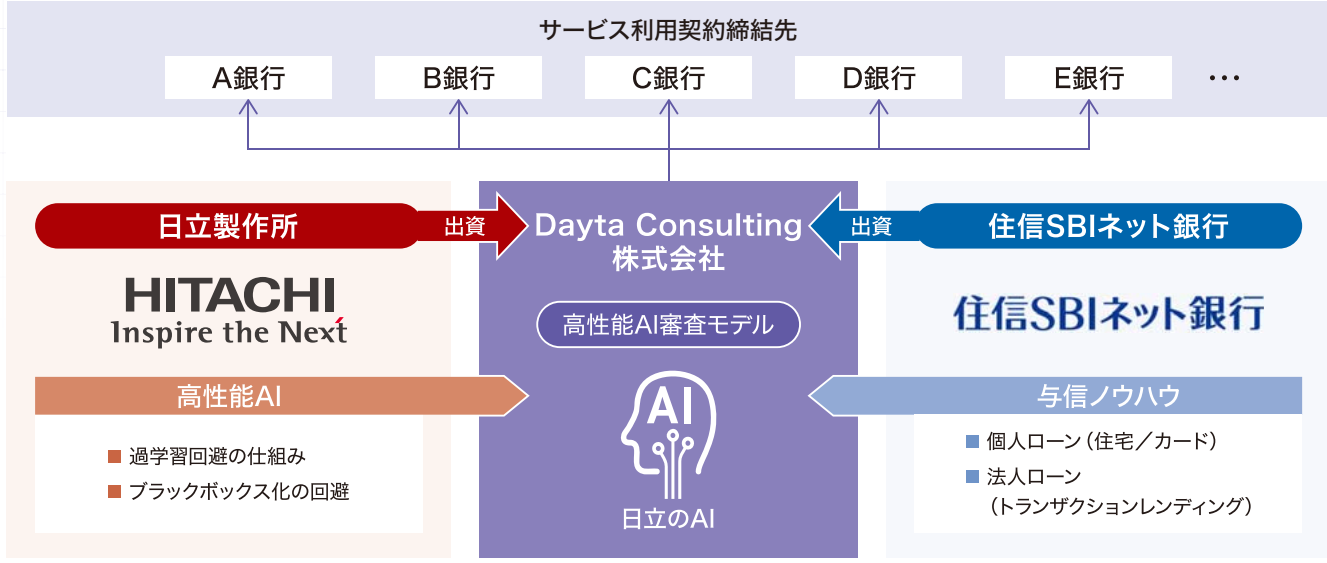 サービス利用契約締結先
A銀行
B銀行
C銀行
D銀行
E銀行
…
日立製作所
出資
Dayta Consulting
株式会社
出資
住信SBIネット銀行
HITACHI
Inspire the Next
高性能AI審査モデル
住信SBIネット銀行
高性能AI
過学習回避の仕組み
ブラックボックス化の回避
AI
日立のAI
与信ノウハウ
個人ローン(住宅/カード)
法人ローン
(トランザクションレンディング)